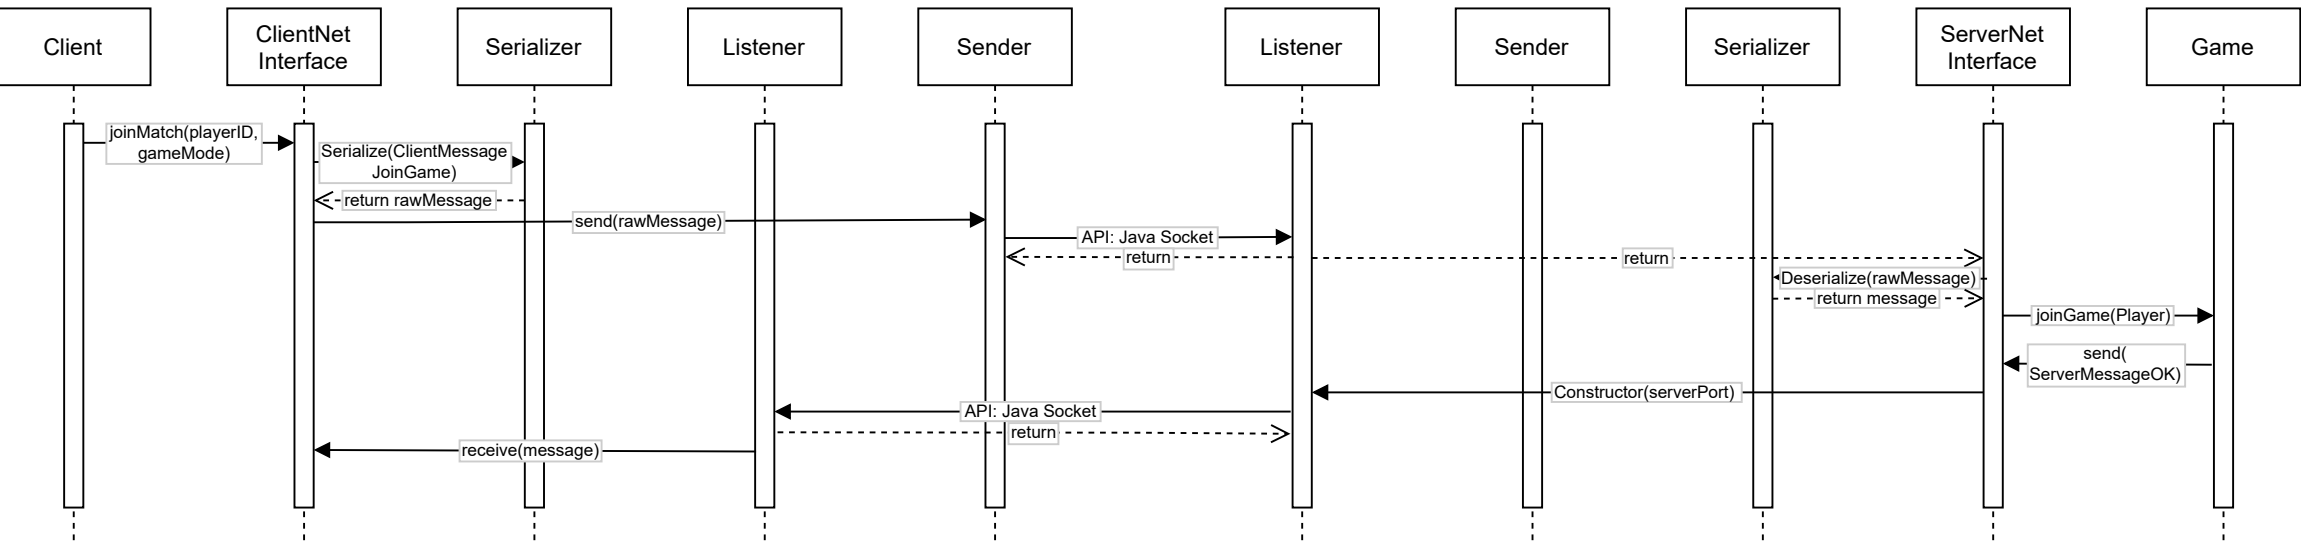 Client
ClientNet
Interface
Serializer
Listener
Sender
Listener
Sender
Serializer
ServerNet
Interface
Game
joinMatch(playerID,
gameMode)
Serialize(ClientMessage
JoinGame)
return rawMessage
send(rawMessage)
API: Java Socket
return
return
Deserialize(rawMessage)
return message
joinGame(Player)
send(
ServerMessageOK)
Constructor(serverPort)
API: Java Socket
return
receive(message)